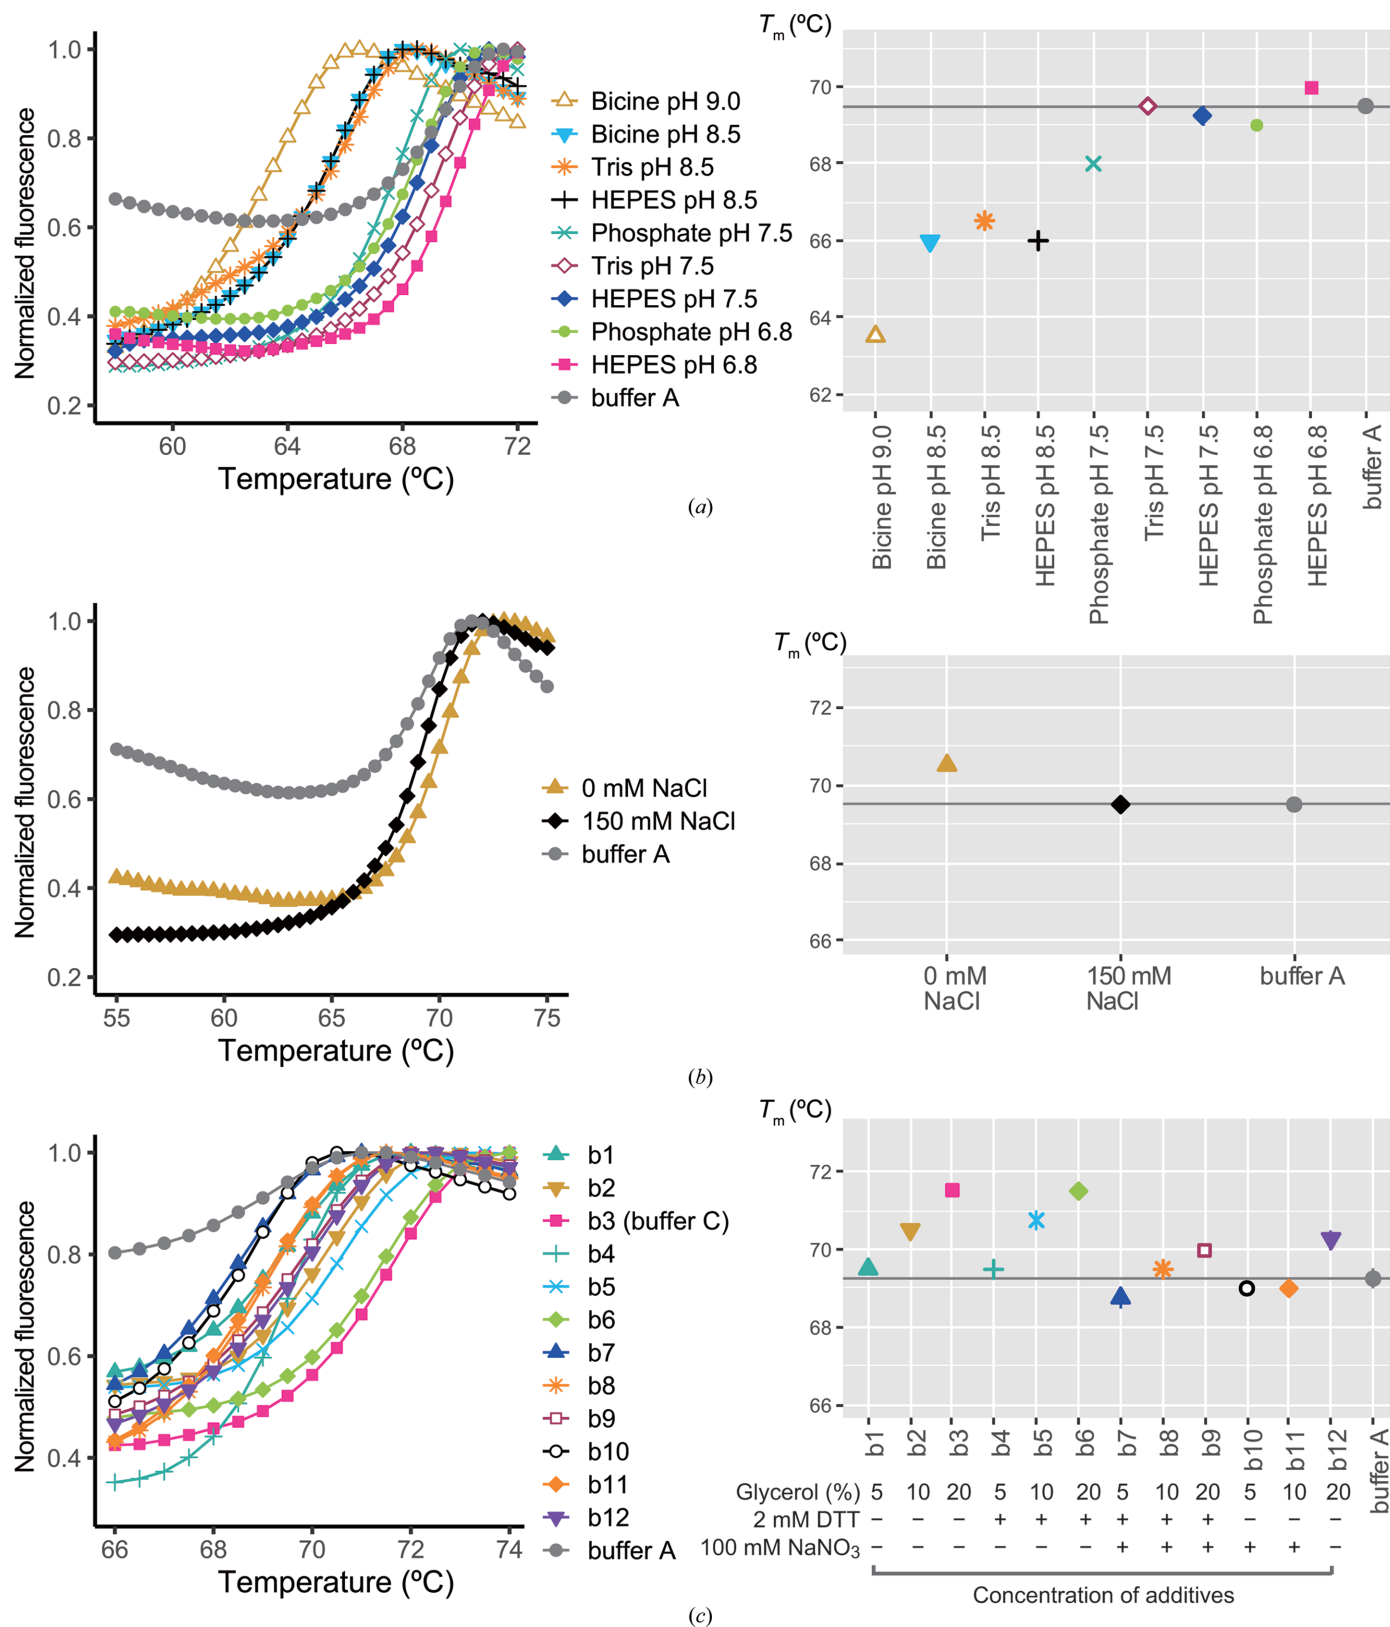 1.0
0.8
0.6
0.4
0.2
Normalized fluorescence
60
64
68
72
Temperature (ºC)
Bicine pH 9.0
Bicine pH 8.5
Tris pH 8.5
HEPES pH 8.5
Phosphate pH 7.5
Tris pH 7.5
HEPES pH 7.5
Phosphate pH 6.8
HEPES pH 6.8
buffer A
Tm (ºC)
70
68
66
64
62
Bicine pH 9.0
Bicine pH 8.5
Tris pH 8.5
HEPES pH 8.5
Phosphate pH 7.5
Tris pH 7.5
HEPES pH 7.5
Phosphate pH 6.8
HEPES pH 6.8
buffer A
(a)
1.0
0.8
0.6
0.4
0.2
Normalized fluorescence
55
60
65
70
75
Temperature (ºC)
0 mM NaCl
150 mM NaCl
buffer A
Tm (ºC)
72
70
68
66
0 mM
NaCl
150 mM
NaCl
buffer A
(b)
1.0
0.8
0.6
0.4
Normalized fluorescence
66
68
70
72
74
Temperature (ºC)
b1
b2
b3 (buffer C)
b4
b5
b6
b7
b8
b9
b10
b11
b12
buffer A
Tm (ºC)
72
70
68
66
b1
b2
b3
b4
b5
b6
b7
b8
b9
b10
b11
b12
buffer A
Glycerol (%) 5 10 20 5 10 20 5 10 20 5 10 20
2 mM DTT − − − + + + + + + − − −
100 mM NaNO3 − − − − − − + + + + + −
Concentration of additives
(c)